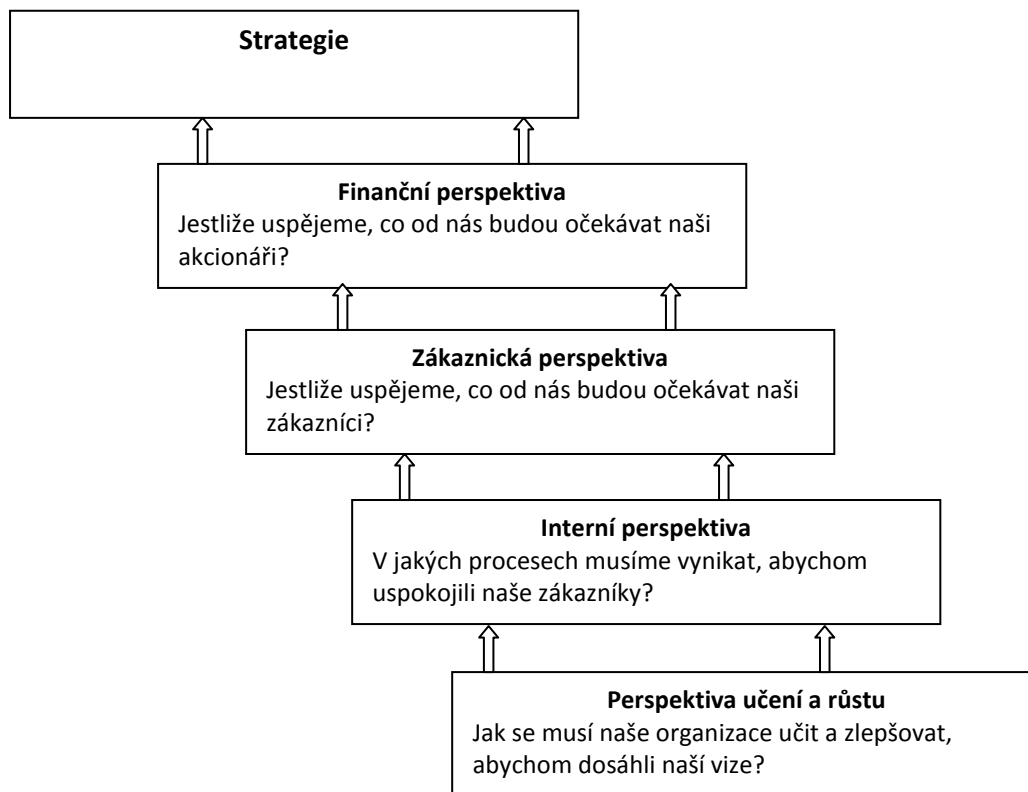 Strategie
Finanční perspektiva
Jestliže uspějeme, co od nás budou očekávat naši
akcionáři?
Zákaznická perspektiva
Jestliže uspějeme, co od nás budou očekávat naši
zákazníci?
Interní perspektiva
V jakých procesech musíme vynikat, abychom
uspokojili naše zákazníky?
Perspektiva učení a růstu
Jak se musí naše organizace učit a zlepšovat,
abychom dosáhli naší vize?